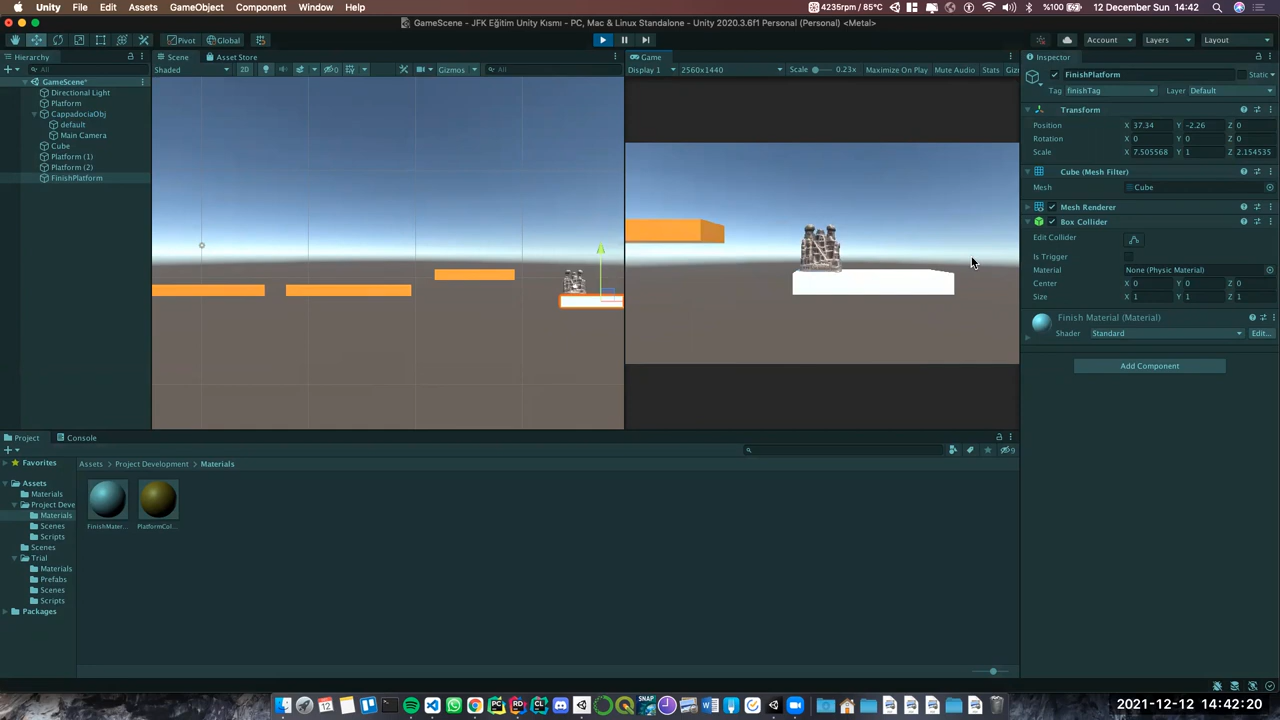 Unity File Edit Assets GameObject Component Window Help 4235rpm / 85°C %100 12 December Sun 14:42
GameScene - JFK Eğitim Unity Kısmı - PC, Mac & Linux Standalone - Unity 2020.3.6f1 Personal (Personal) <Metal>
Pivot Global Account Layers Layout
Hierarchy Scene Asset Store Game Inspector
All Shaded 2D Gizmos All Display 1 2560x1440 Scale 0.23x Maximize On Play Mute Audio Stats Giz
FinishPlatform Static
Tag finishTag Layer Default
GameScene*
Directional Light
Platform
CappadociaObj
default
Main Camera
Cube
Platform (1)
Platform (2)
FinishPlatform
Transform
Position X 37.34 Y -2.26 Z 0
Rotation X 0 Y 0 Z 0
Scale X 7.505568 Y 1 Z 2.154535
Cube (Mesh Filter)
Mesh Cube
Mesh Renderer
Box Collider
Edit Collider
Is Trigger
Material None (Physic Material)
Center X 0 Y 0 Z 0
Size X 1 Y 1 Z 1
Finish Material (Material)
Shader Standard Edit...
Add Component
Project Console
9
Favorites
Assets
Materials
Project Deve
Materials
Scenes
Scripts
Scenes
Trial
Materials
Prefabs
Scenes
Scripts
Packages
Assets Project Development Materials
FinishMater... PlatformCol...
2021-12-12 14:42:20